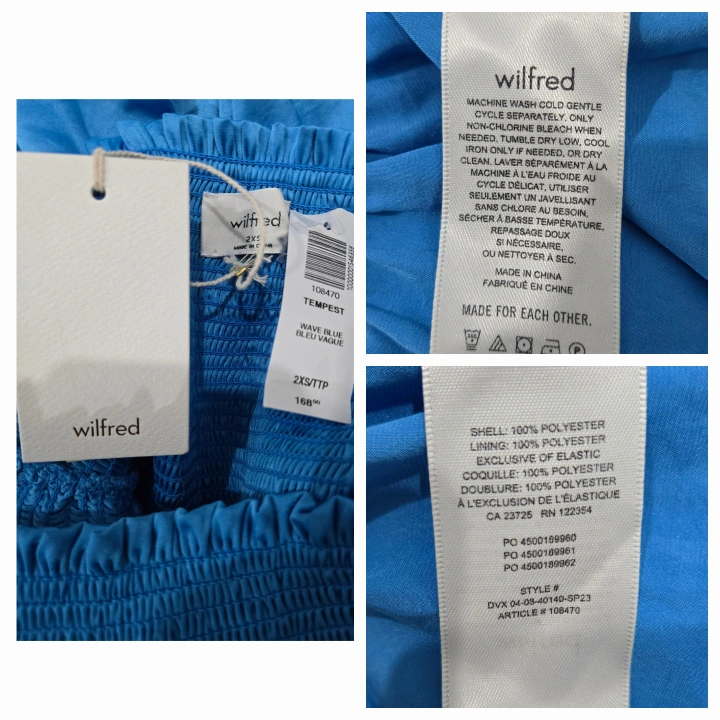 wilfred
2XS
MADE IN CHINA
108470
TEMPEST
WAVE BLUE
BLEU VAGUE
2XS/TTP
168⁰⁰
wilfred
wilfred
MACHINE WASH COLD GENTLE
CYCLE SEPARATELY. ONLY
NON-CHLORINE BLEACH WHEN
NEEDED. TUMBLE DRY LOW, COOL
IRON ONLY IF NEEDED, OR DRY
CLEAN. LAVER SÉPARÉMENT À LA
MACHINE À L'EAU FROIDE AU
CYCLE DÉLICAT, UTILISER
SEULEMENT UN JAVELLISANT
SANS CHLORE AU BESOIN,
SÉCHER À BASSE TEMPÉRATURE,
REPASSAGE DOUX
SI NÉCESSAIRE,
OU NETTOYER À SEC.
MADE IN CHINA
FABRIQUÉ EN CHINE
MADE FOR EACH OTHER.
SHELL: 100% POLYESTER
LINING: 100% POLYESTER
EXCLUSIVE OF ELASTIC
COQUILLE: 100% POLYESTER
DOUBLURE: 100% POLYESTER
À L'EXCLUSION DE L'ÉLASTIQUE
CA 23725 RN 122354
PO 4500189960
PO 4500189961
PO 4500189962
STYLE #
DVX 04-08-40140-SP23
ARTICLE # 108470